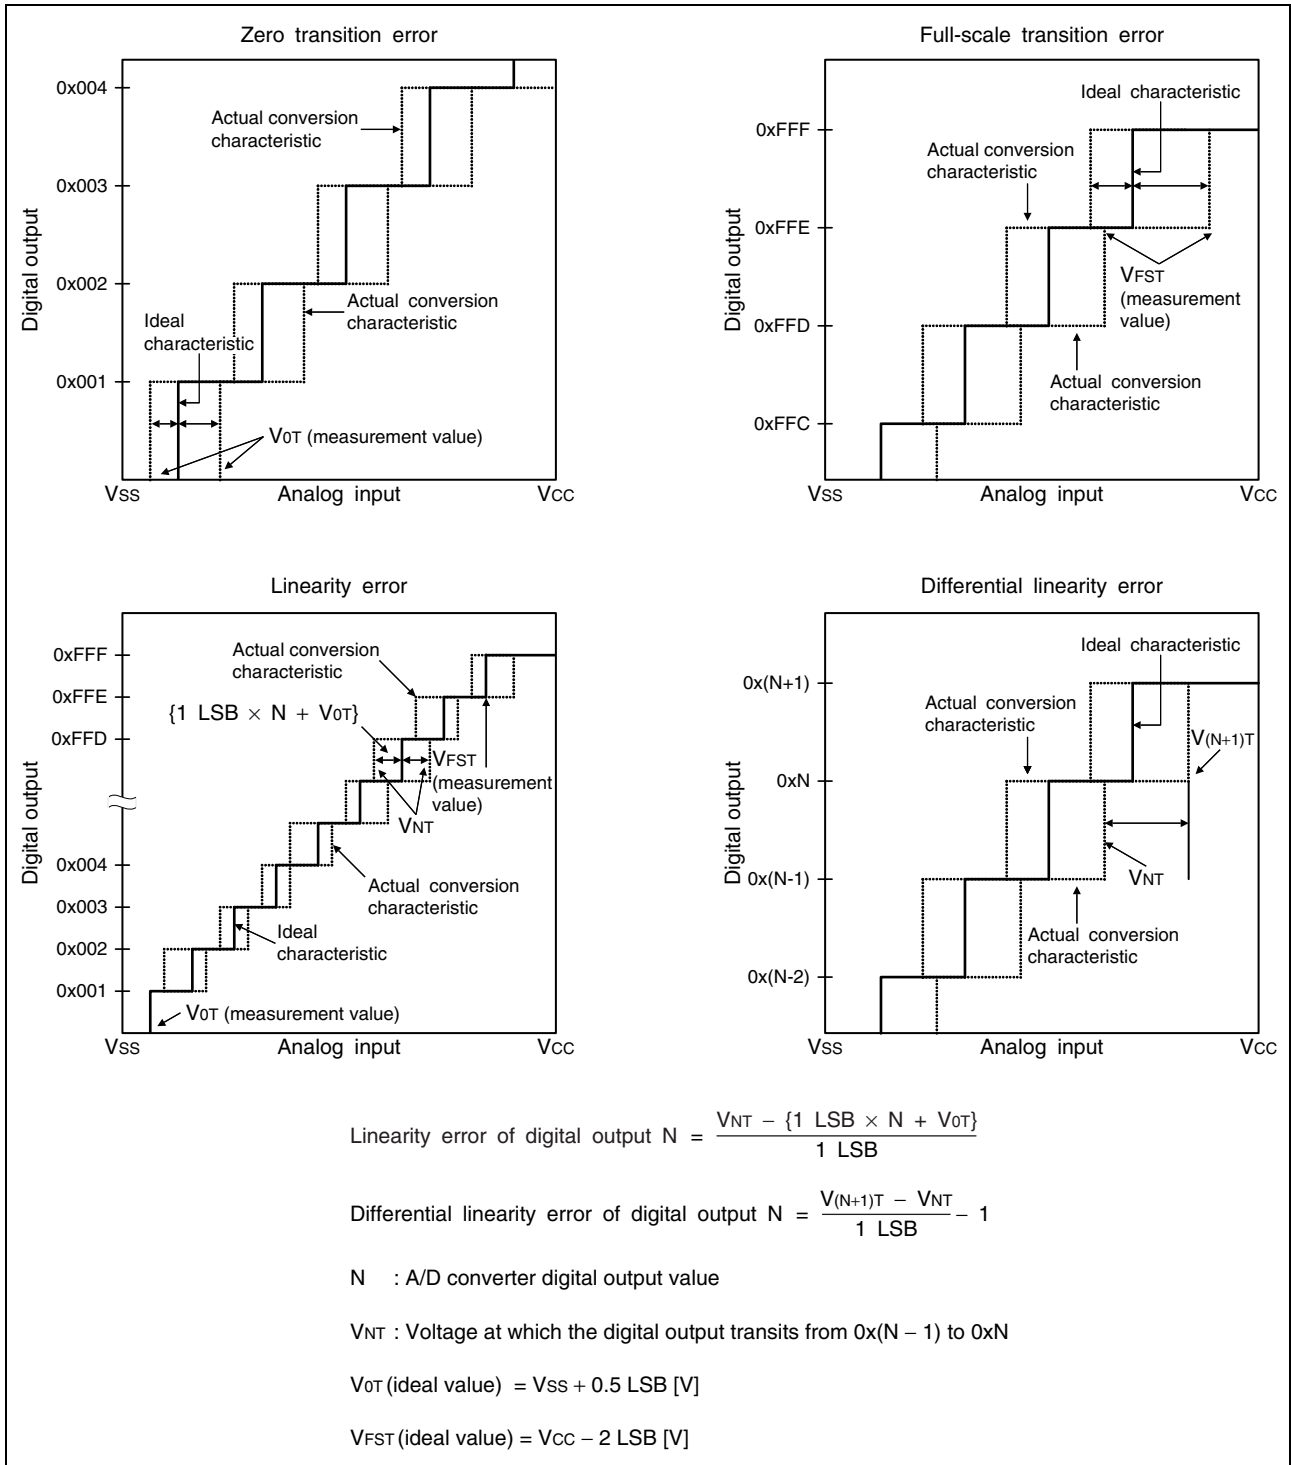 Zero transition error
0x004
0x003
0x002
0x001
Digital output
Actual conversion
characteristic
Actual conversion
characteristic
Ideal
characteristic
V0T (measurement value)
VSS
Analog input
VCC
Full-scale transition error
0xFFF
0xFFE
0xFFD
0xFFC
Digital output
Ideal characteristic
Actual conversion
characteristic
VFST
(measurement
value)
Actual conversion
characteristic
VSS
Analog input
VCC
Linearity error
0xFFF
0xFFE
0xFFD
0x004
0x003
0x002
0x001
Digital output
Actual conversion
characteristic
{1 LSB × N + V0T}
VFST
(measurement
value)
VNT
Actual conversion
characteristic
Ideal
characteristic
V0T (measurement value)
VSS
Analog input
VCC
Differential linearity error
0x(N+1)
0xN
0x(N-1)
0x(N-2)
Digital output
Ideal characteristic
Actual conversion
characteristic
V(N+1)T
VNT
Actual conversion
characteristic
VSS
Analog input
VCC
Linearity error of digital output N = VNT − {1 LSB × N + V0T}
1 LSB
Differential linearity error of digital output N = V(N+1)T − VNT − 1
1 LSB
N : A/D converter digital output value
VNT : Voltage at which the digital output transits from 0x(N − 1) to 0xN
V0T (ideal value) = VSS + 0.5 LSB [V]
VFST (ideal value) = VCC − 2 LSB [V]